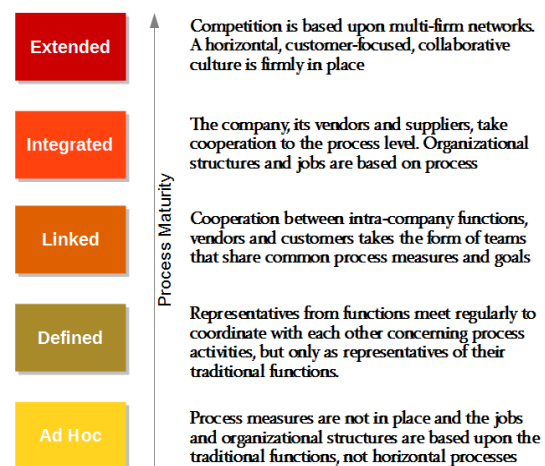 Extended
Competition is based upon multi-firm networks.
A horizontal, customer-focused, collaborative
culture is firmly in place
Integrated
The company, its vendors and suppliers, take
cooperation to the process level. Organizational
structures and jobs are based on process
Process Maturity
Linked
Cooperation between intra-company functions,
vendors and customers takes the form of teams
that share common process measures and goals
Defined
Representatives from functions meet regularly to
coordinate with each other concerning process
activities, but only as representatives of their
traditional functions.
Ad Hoc
Process measures are not in place and the jobs
and organizational structures are based upon the
traditional functions, not horizontal processes